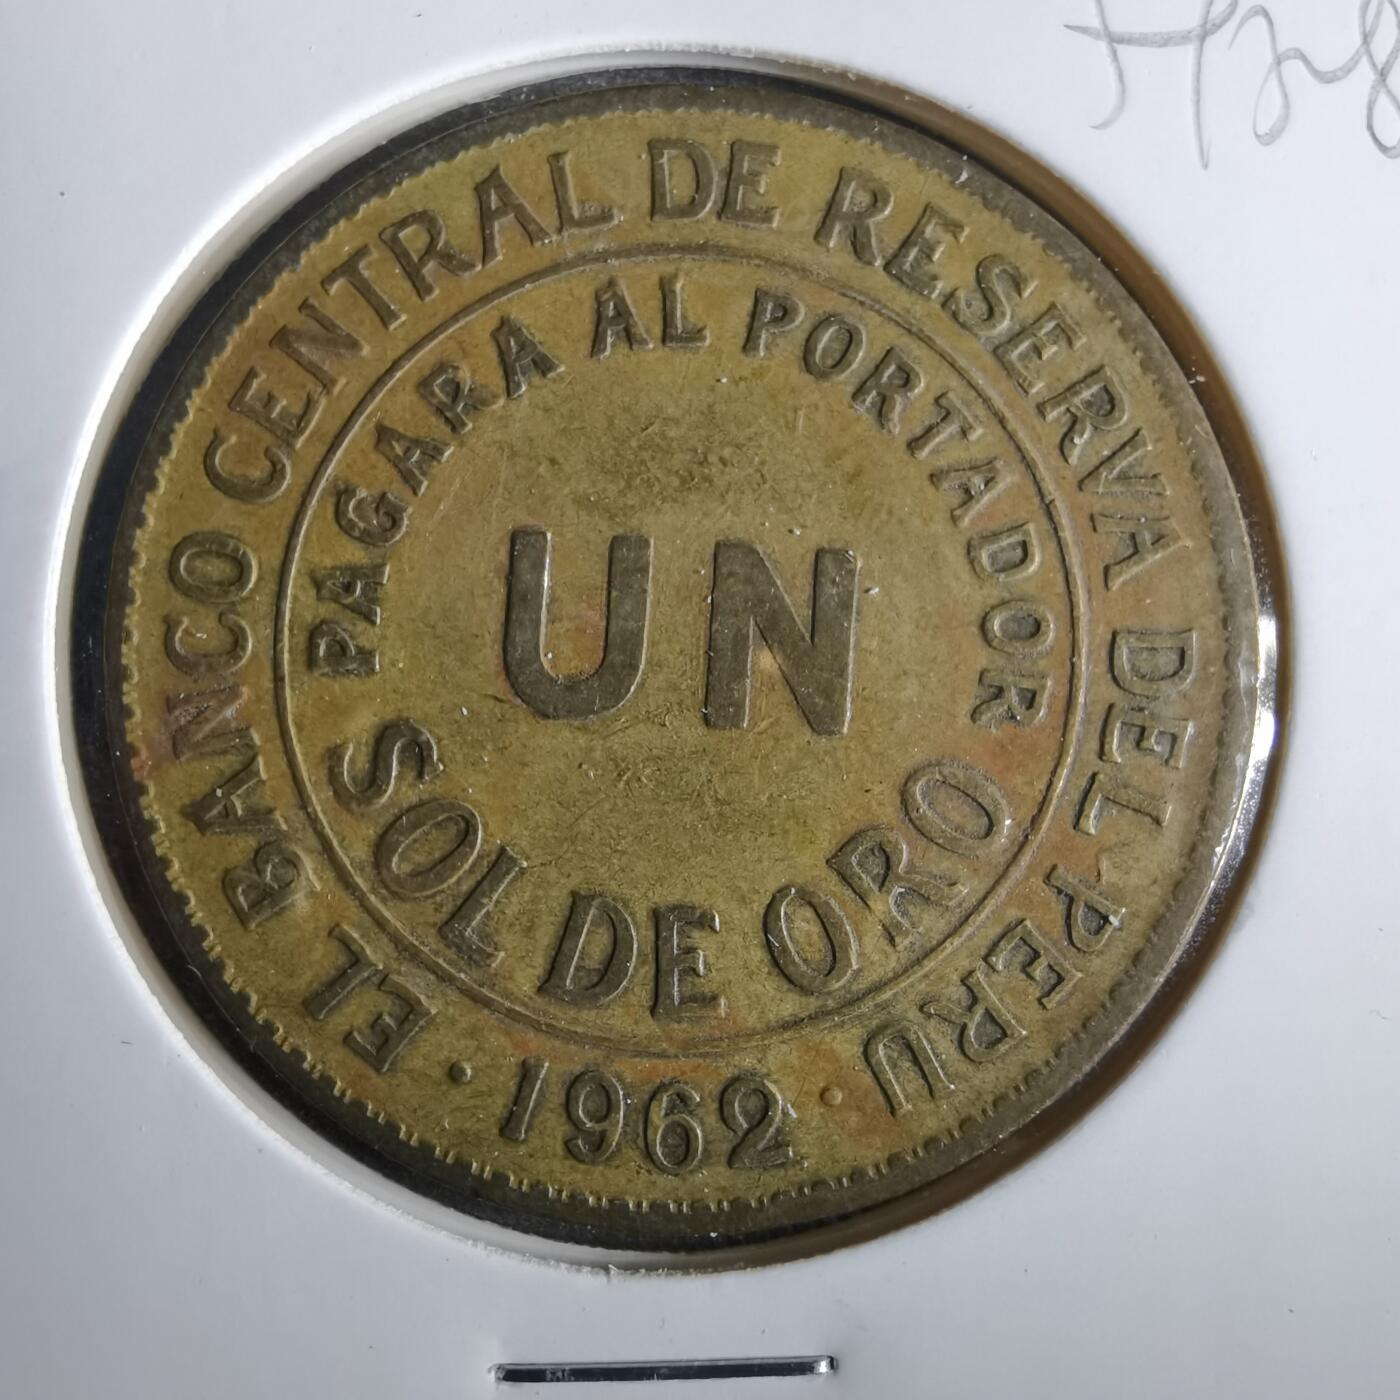 EL BANCO CENTRAL DE RESERVA DEL PERU
PAGARA AL PORTADOR
UN
SOL DE ORO
· 1962 ·